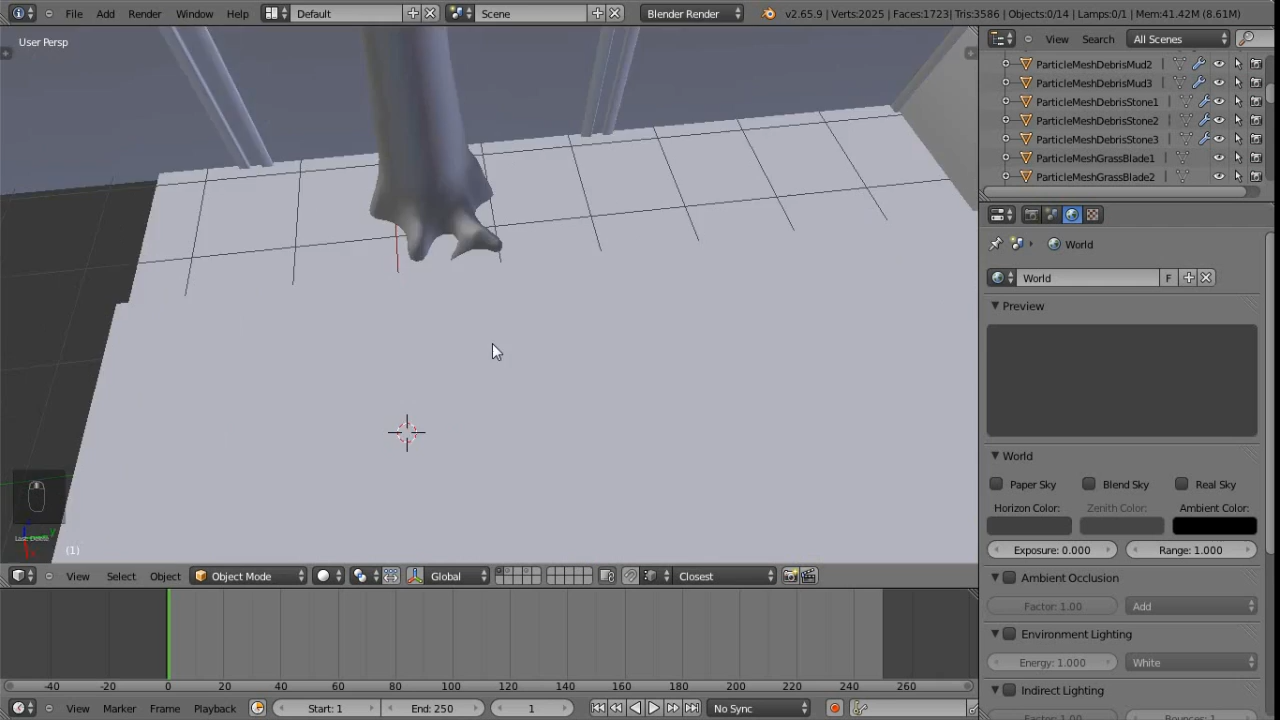 File Add Render Window Help Default Scene Blender Render v2.65.9 | Verts:2025 | Faces:1723 | Tris:3586 | Objects:0/14 | Lamps:0/1 | Mem:41.42M (8.61M)
User Persp
View Search All Scenes
ParticleMeshDebrisMud2
ParticleMeshDebrisMud3
ParticleMeshDebrisStone1
ParticleMeshDebrisStone2
ParticleMeshDebrisStone3
ParticleMeshGrassBlade1
ParticleMeshGrassBlade2
World
World F
Preview
World
Paper Sky Blend Sky Real Sky
Horizon Color: Zenith Color: Ambient Color:
Exposure: 0.000 Range: 1.000
Ambient Occlusion
Factor: 1.00 Add
Environment Lighting
Energy: 1.000 White
Indirect Lighting
Factor: 1.00 Bounces: 1
(1)
View Select Object Object Mode Global Closest
-40 -20 0 20 40 60 80 100 120 140 160 180 200 220 240 260
View Marker Frame Playback Start: 1 End: 250 1 No Sync